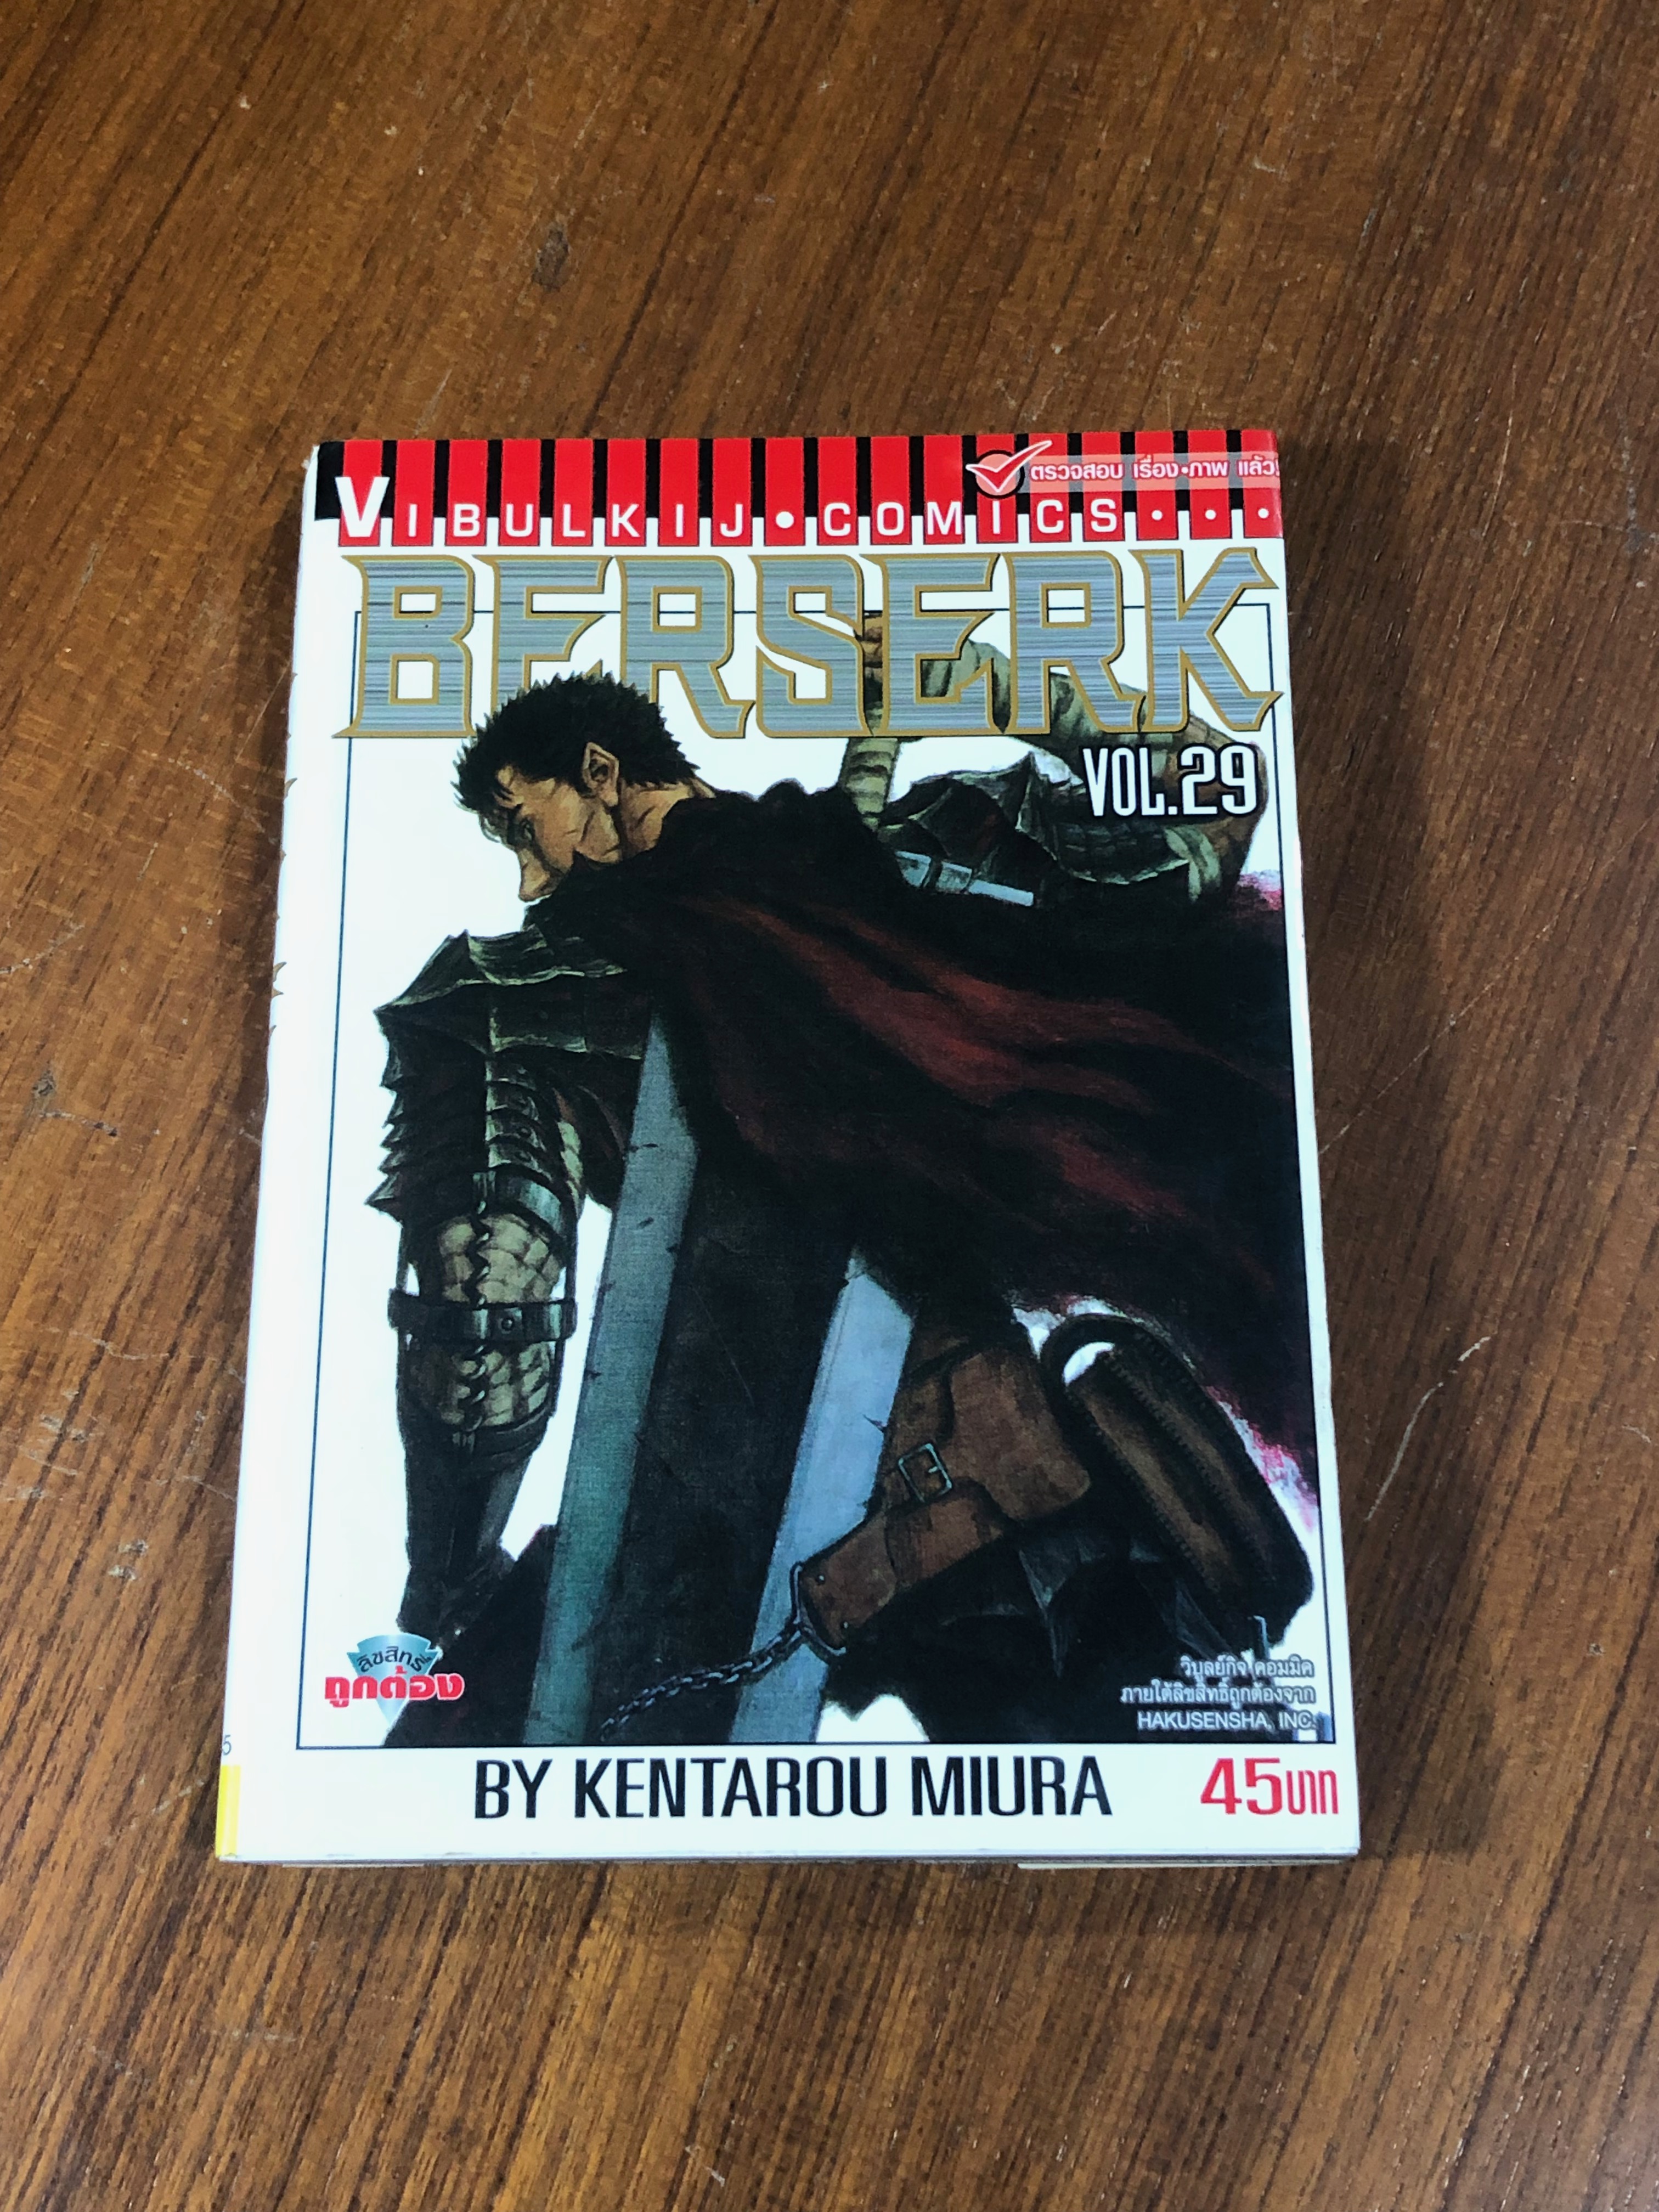 ตรวจสอบ เรื่อง•ภาพ แล้ว!
VIBULKIJ•COMICS•••
BERSERK
VOL.29
ลิขสิทธิ์
ถูกต้อง
วิบูลย์กิจ คอมมิค
ภายใต้ลิขสิทธิ์ถูกต้องจาก
HAKUSENSHA, INC.
5
BY KENTAROU MIURA
45บาท